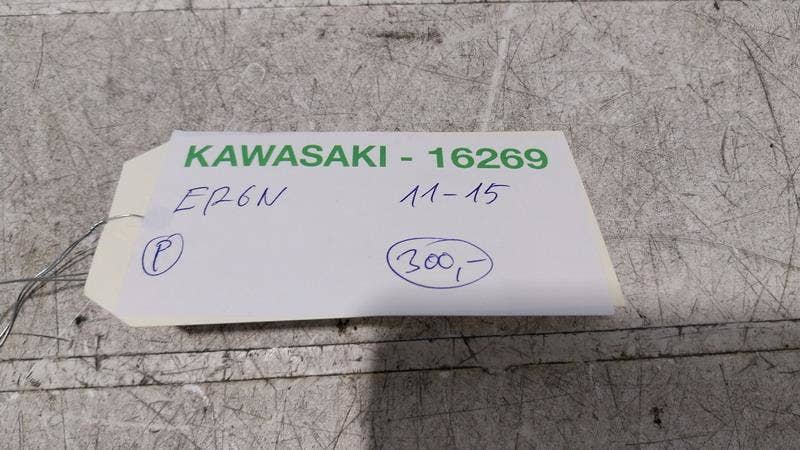 KAWASAKI - 16269
ER6N 11-15
P 300,-